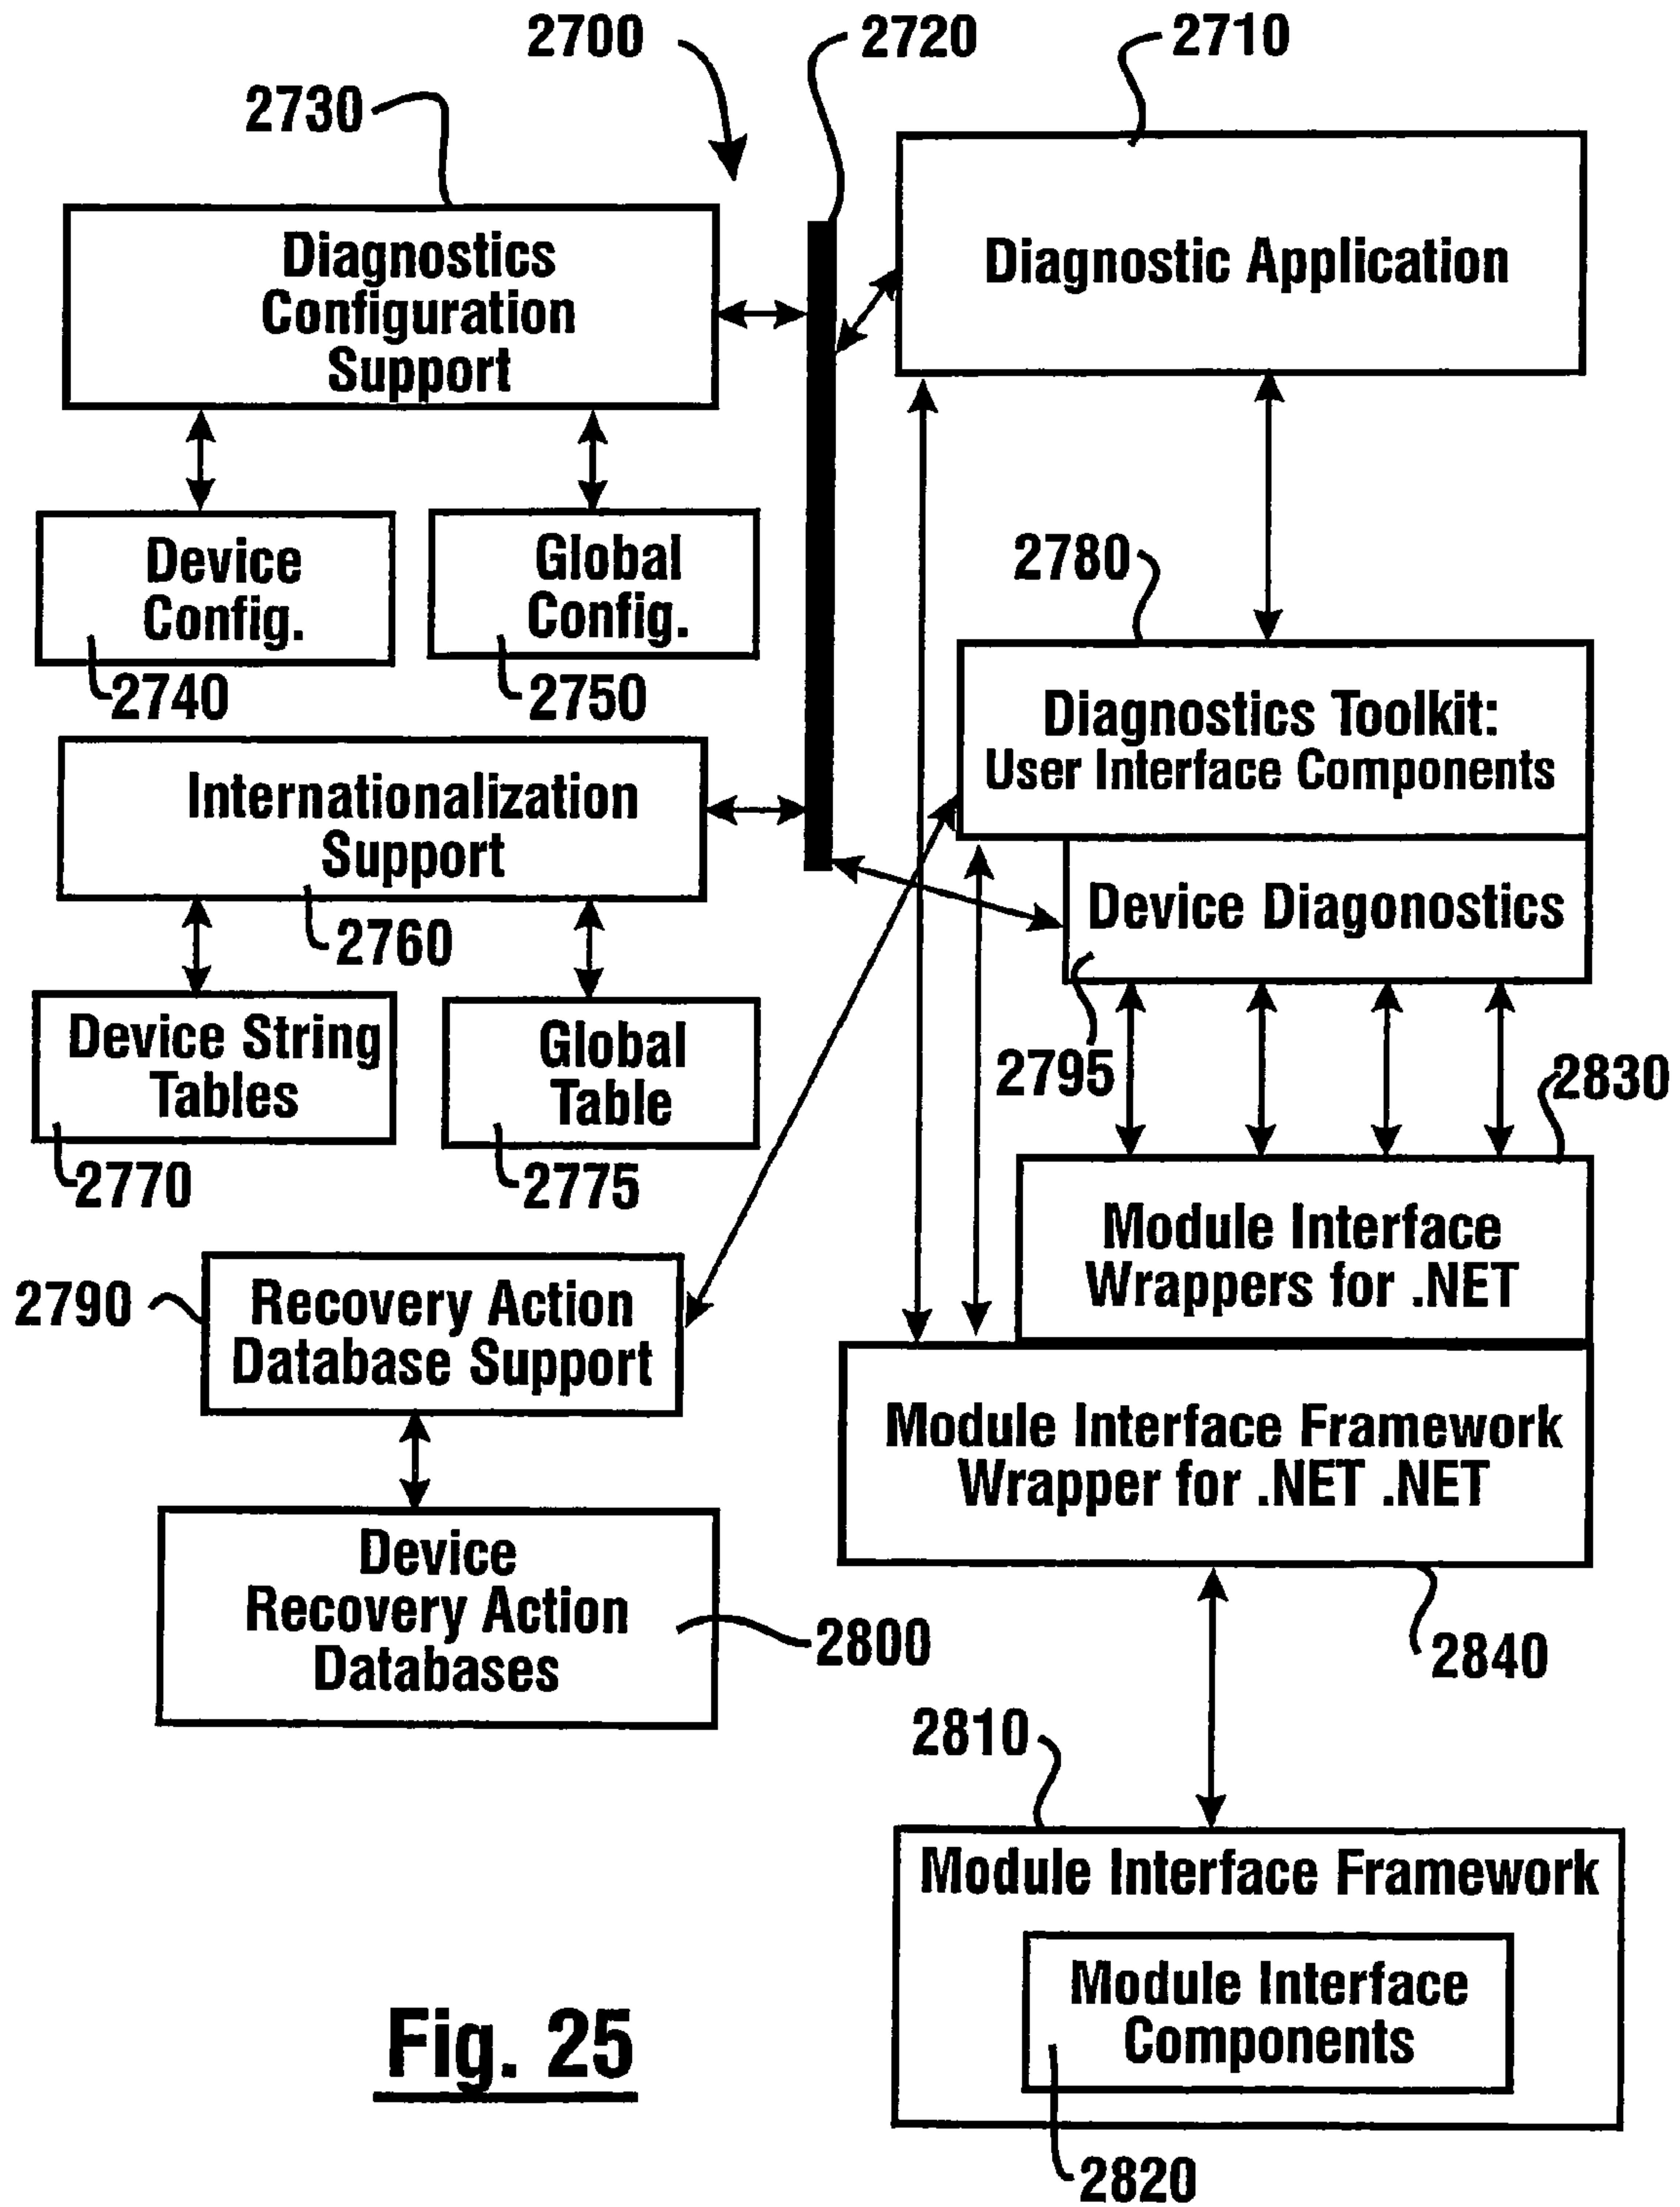 2700
2720
2710
2730
Diagnostics
Configuration
Support
Diagnostic Application
Device
Config.
2740
Global
Config.
2750
2780
Diagnostics Toolkit:
User Interface Components
Internationalization
Support
2760
Device Diagonostics
2795
Device String
Tables
2770
Global
Table
2775
2830
Module Interface
Wrappers for .NET
2790
Recovery Action
Database Support
Module Interface Framework
Wrapper for .NET .NET
2840
Device
Recovery Action
Databases
2800
2810
Module Interface Framework
Module Interface
Components
2820
Fig. 25